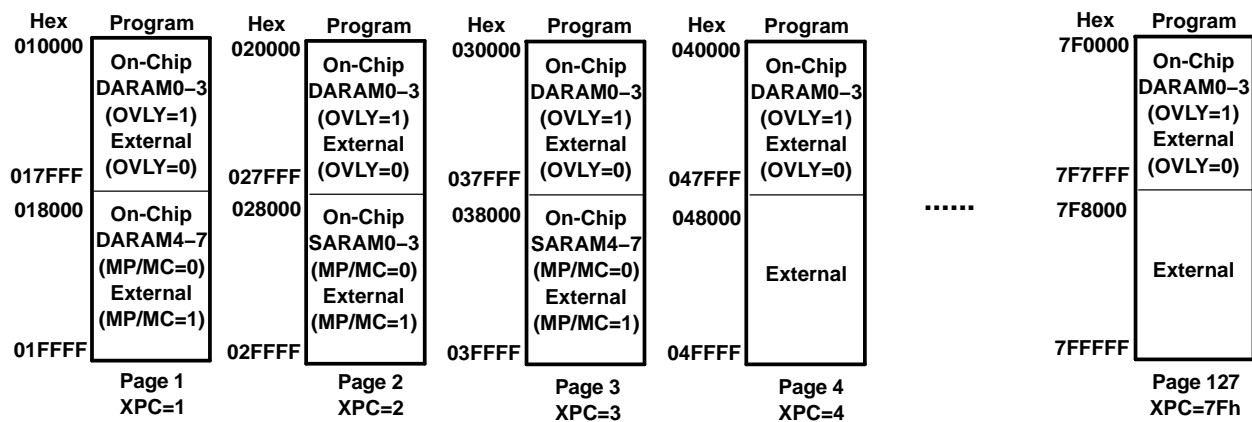 Hex Program
010000
On-Chip
DARAM0–3
(OVLY=1)
External
(OVLY=0)
017FFF
018000
On-Chip
DARAM4–7
(MP/MC=0)
External
(MP/MC=1)
01FFFF
Page 1
XPC=1
Hex Program
020000
On-Chip
DARAM0–3
(OVLY=1)
External
(OVLY=0)
027FFF
028000
On-Chip
SARAM0–3
(MP/MC=0)
External
(MP/MC=1)
02FFFF
Page 2
XPC=2
Hex Program
030000
On-Chip
DARAM0–3
(OVLY=1)
External
(OVLY=0)
037FFF
038000
On-Chip
SARAM4–7
(MP/MC=0)
External
(MP/MC=1)
03FFFF
Page 3
XPC=3
Hex Program
040000
On-Chip
DARAM0–3
(OVLY=1)
External
(OVLY=0)
047FFF
048000
External
04FFFF
Page 4
XPC=4
......
Hex Program
7F0000
On-Chip
DARAM0–3
(OVLY=1)
External
(OVLY=0)
7F7FFF
7F8000
External
7FFFFF
Page 127
XPC=7Fh